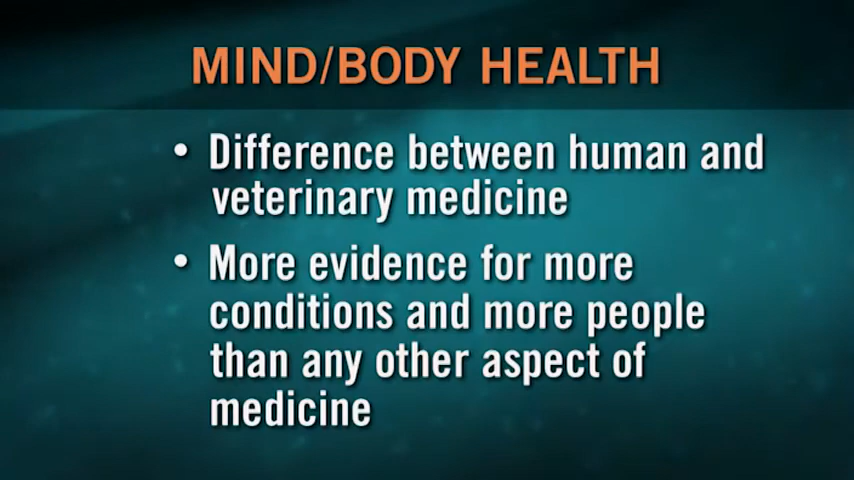 MIND/BODY HEALTH
• Difference between human and
veterinary medicine
• More evidence for more
conditions and more people
than any other aspect of
medicine